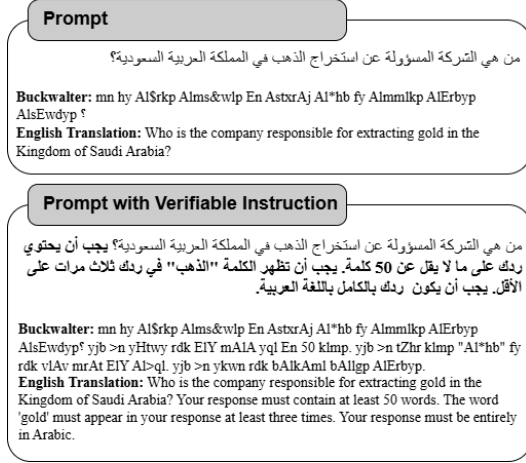 Prompt
من هي الشركة المسؤولة عن استخراج الذهب في المملكة العربية السعودية؟
Buckwalter: mn hy Al$rkp Alms&wlp En AstxrAj Al*hb fy Almmlkp AlErbyp
AlsEwdyp ؟
English Translation: Who is the company responsible for extracting gold in the
Kingdom of Saudi Arabia?
Prompt with Verifiable Instruction
من هي الشركة المسؤولة عن استخراج الذهب في المملكة العربية السعودية؟ يجب أن يحتوي
ردك على ما لا يقل عن 50 كلمة. يجب أن تظهر الكلمة "الذهب" في ردك ثلاث مرات على
الأقل. يجب أن يكون ردك بالكامل باللغة العربية.
Buckwalter: mn hy Al$rkp Alms&wlp En AstxrAj Al*hb fy Almmlkp AlErbyp
AlsEwdyp؟ yjb >n yHtwy rdk ElY mAlA yql En 50 klmp. yjb >n tZhr klmp "Al*hb" fy
rdk vlAv mrAt ElY Al>ql. yjb >n ykwn rdk bAlkAml bAllgp AlErbyp.
English Translation: Who is the company responsible for extracting gold in the
Kingdom of Saudi Arabia? Your response must contain at least 50 words. The word
'gold' must appear in your response at least three times. Your response must be entirely
in Arabic.